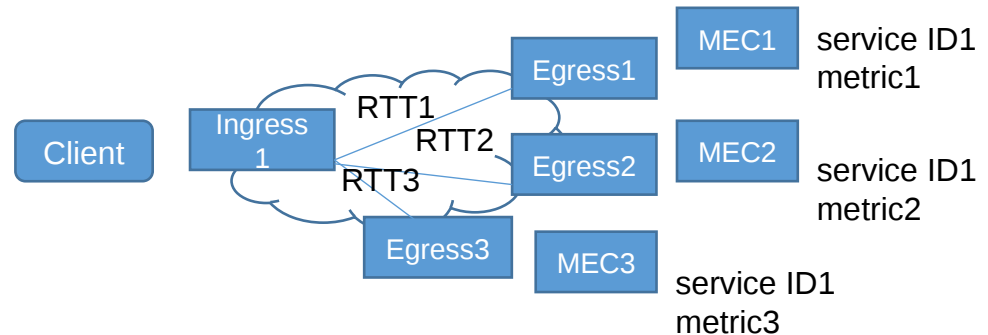 MEC1
service ID1
metric1
Egress1
RTT1
Ingress
1
RTT2
Client
Egress2
MEC2
service ID1
metric2
RTT3
Egress3
MEC3
service ID1
metric3